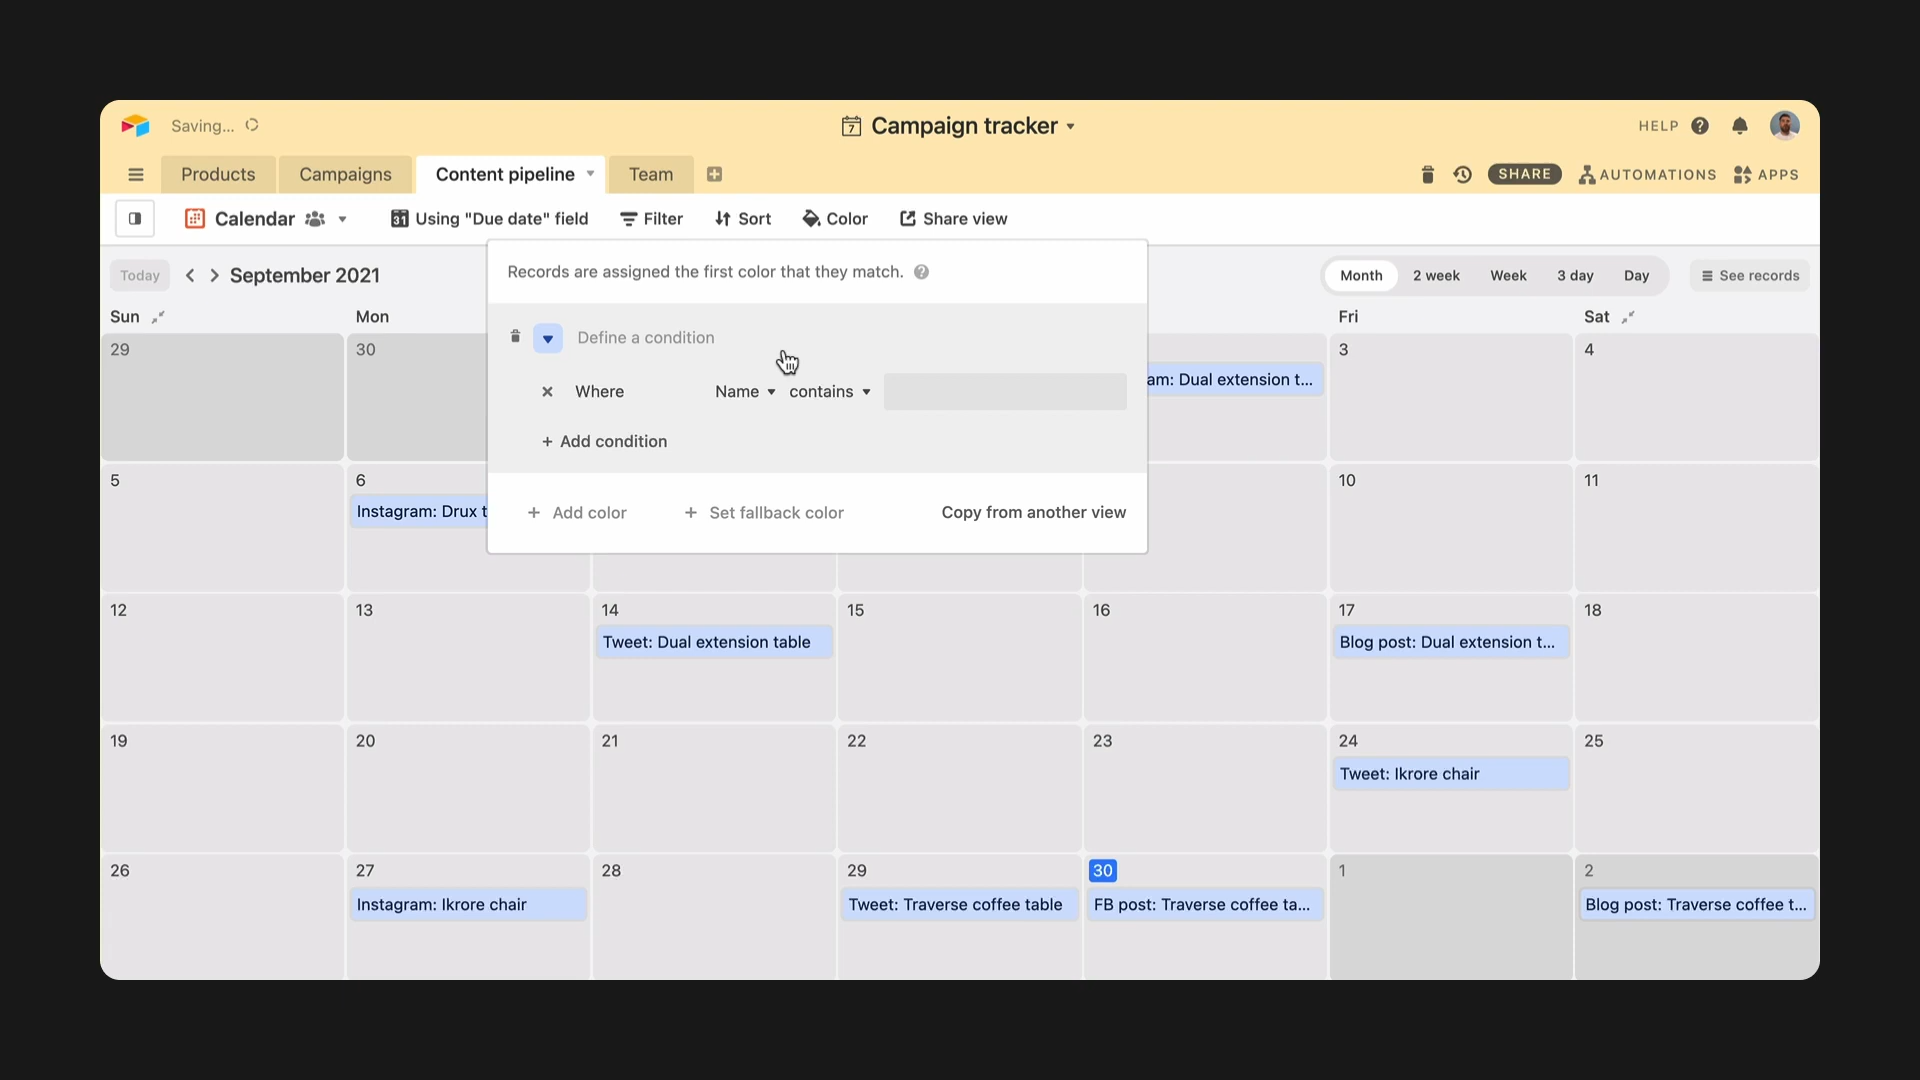 Saving...
7 Campaign tracker
HELP ?
Products
Campaigns
Content pipeline
Team
SHARE
AUTOMATIONS
APPS
Calendar
31 Using "Due date" field
Filter
Sort
Color
Share view
Today
September 2021
Month
2 week
Week
3 day
Day
See records
Records are assigned the first color that they match. ?
Define a condition
Where Name contains
+ Add condition
+ Add color
+ Set fallback color
Copy from another view
Sun
Mon
Fri
Sat
29
30
am: Dual extension t...
3
4
5
6
Instagram: Drux t
10
11
12
13
14
Tweet: Dual extension table
15
16
17
Blog post: Dual extension t...
18
19
20
21
22
23
24
Tweet: Ikrore chair
25
26
27
Instagram: Ikrore chair
28
29
Tweet: Traverse coffee table
30
FB post: Traverse coffee ta...
1
2
Blog post: Traverse coffee t...